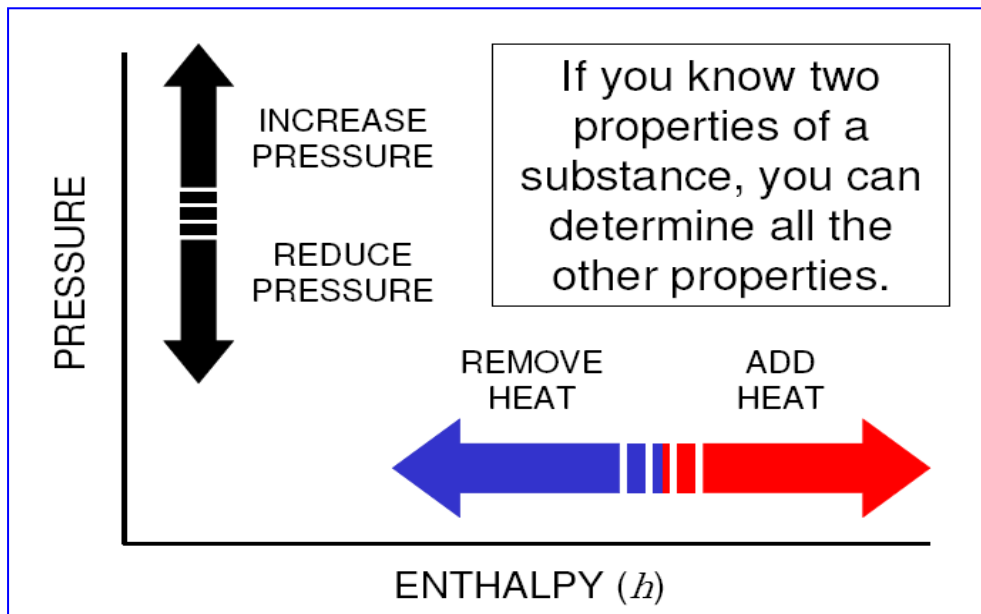 If you know two
properties of a
substance, you can
determine all the
other properties.
INCREASE
PRESSURE
REDUCE
PRESSURE
PRESSURE
REMOVE
HEAT
ADD
HEAT
ENTHALPY (h)